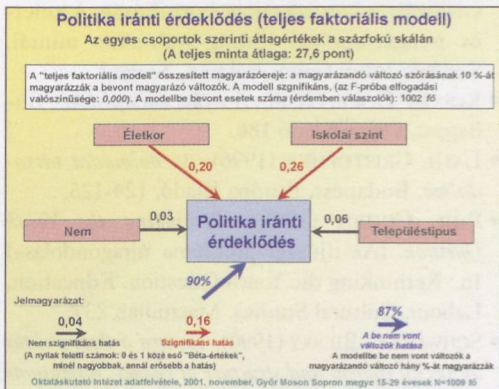 Politika iránti érdeklődés (teljes faktoriális modell)
Az egyes csoportok szerinti átlagértékek a százfokú skálán
(A teljes minta átlaga: 27,6 pont)
A "teljes faktoriális modell" összesített magyarázóereje: a magyarázandó változó szórásának 10 %-át
magyarázzák a bevont magyarázó változók. A modell szgnifikáns, (az F-próba elfogadási
valószínűsége: 0,000). A modellbe bevont esetek száma (érdemben válaszolók): 1002 fő
Életkor
Iskolai szint
0,20
0,26
Nem
0,03
Politika iránti
érdeklődés
0,06
Településtípus
90%
Jelmagyarázat:
0,04
Nem szignifikáns hatás
0,16
Szignifikáns hatás
(A nyilak feletti számok: 0 és 1 közé eső "Béta-értékek",
minél nagyobbak, annál erősebb a hatás)
87%
A be nem vont
változók hatása
A modellbe be nem vont változók a
magyarázandó változó hány %-át magyarázzák
Oktatáskutató Intézet adatfelvétele, 2001. november, Győr Moson Sopron megye 15-29 évesek N=1009 fő